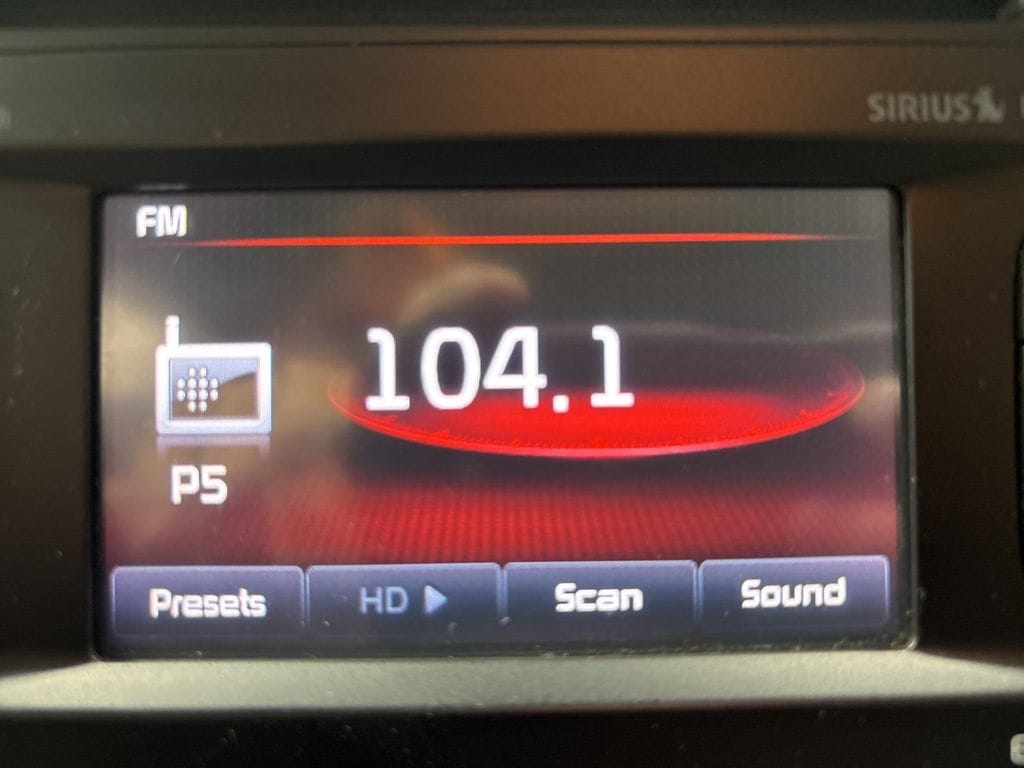 SIRIUS
FM
104.1
P5
Presets
HD
Scan
Sound